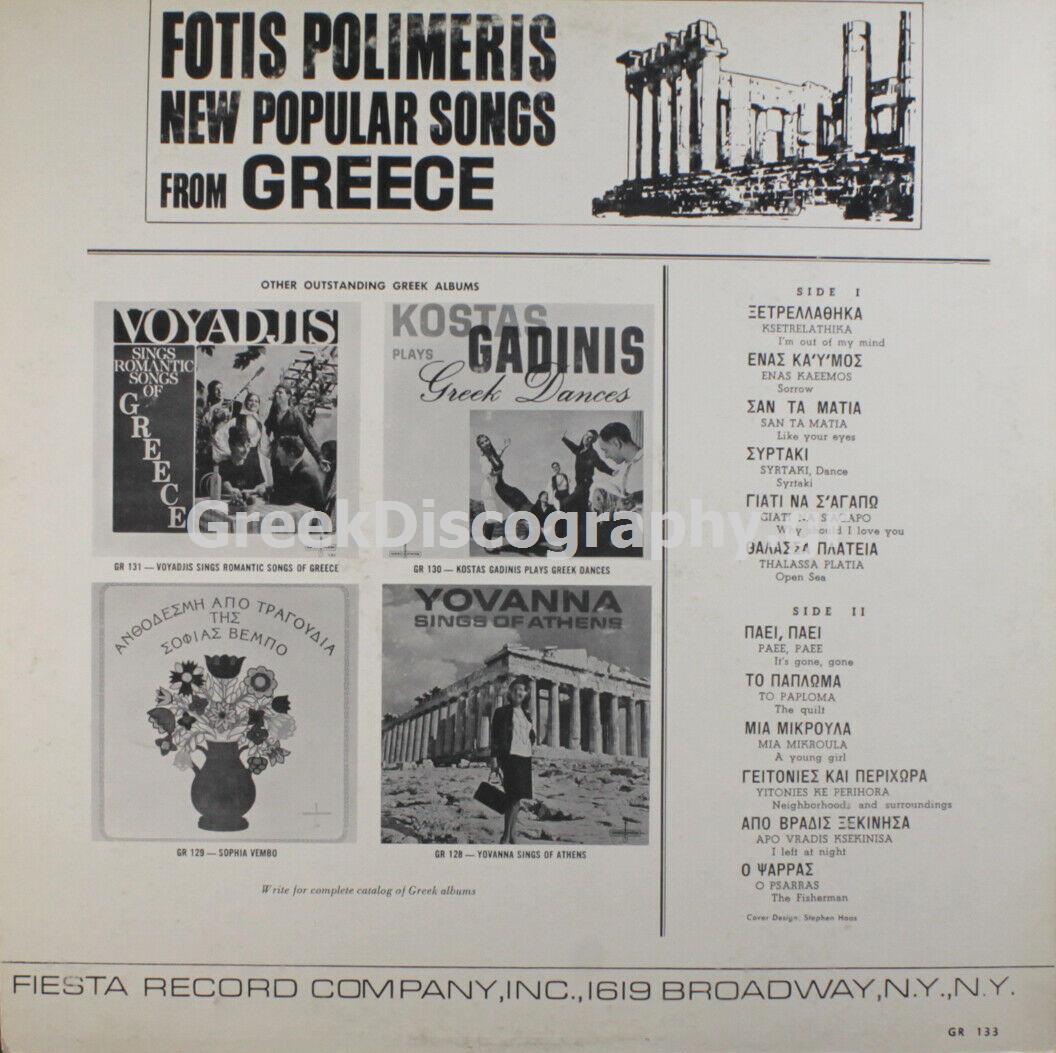 FOTIS POLIMERIS
NEW POPULAR SONGS
FROM GREECE
OTHER OUTSTANDING GREEK ALBUMS
VOYADJIS
SINGS
ROMANTIC
SONGS
OF
GREECE
GR 131 — VOYADJIS SINGS ROMANTIC SONGS OF GREECE
KOSTAS
PLAYS GADINIS
Greek Dances
GR 130 — KOSTAS GADINIS PLAYS GREEK DANCES
ΑΝΘΟΔΕΣΜΗ ΑΠΟ ΤΡΑΓΟΥΔΙΑ
ΤΗΣ
ΣΟΦΙΑΣ ΒΕΜΠΟ
GR 129 — SOPHIA VEMBO
YOVANNA
SINGS OF ATHENS
GR 128 — YOVANNA SINGS OF ATHENS
Write for complete catalog of Greek albums
SIDE I
ΞΕΤΡΕΛΛΑΘΗΚΑ
KSETRELATHIKA
I'm out of my mind
ΕΝΑΣ ΚΑ'Υ'ΜΟΣ
ENAS KAEEMOS
Sorrow
ΣΑΝ ΤΑ ΜΑΤΙΑ
SAN TA MATIA
Like your eyes
ΣΥΡΤΑΚΙ
SYRTAKI, Dance
Syrtaki
ΓΙΑΤΙ ΝΑ Σ'ΑΓΑΠΩ
GIATI NA S'AGAPO
Why should I love you
ΘΑΛΑΣΣΑ ΠΛΑΤΕΙΑ
THALASSA PLATIA
Open Sea
SIDE II
ΠΑΕΙ, ΠΑΕΙ
PAEE, PAEE
It's gone, gone
ΤΟ ΠΑΠΛΩΜΑ
TO PAPLOMA
The quilt
ΜΙΑ ΜΙΚΡΟΥΛΑ
MIA MIKROULA
A young girl
ΓΕΙΤΟΝΙΕΣ ΚΑΙ ΠΕΡΙΧΩΡΑ
YITONIES KE PERIHORA
Neighborhoods and surroundings
ΑΠΟ ΒΡΑΔΙΣ ΞΕΚΙΝΗΣΑ
APO VRADIS KSEKINISA
I left at night
Ο ΨΑΡΡΑΣ
O PSARRAS
The Fisherman
Cover Design: Stephen Haas
GreekDiscography
FIESTA RECORD COMPANY, INC., 1619 BROADWAY, N.Y., N.Y.
GR 133